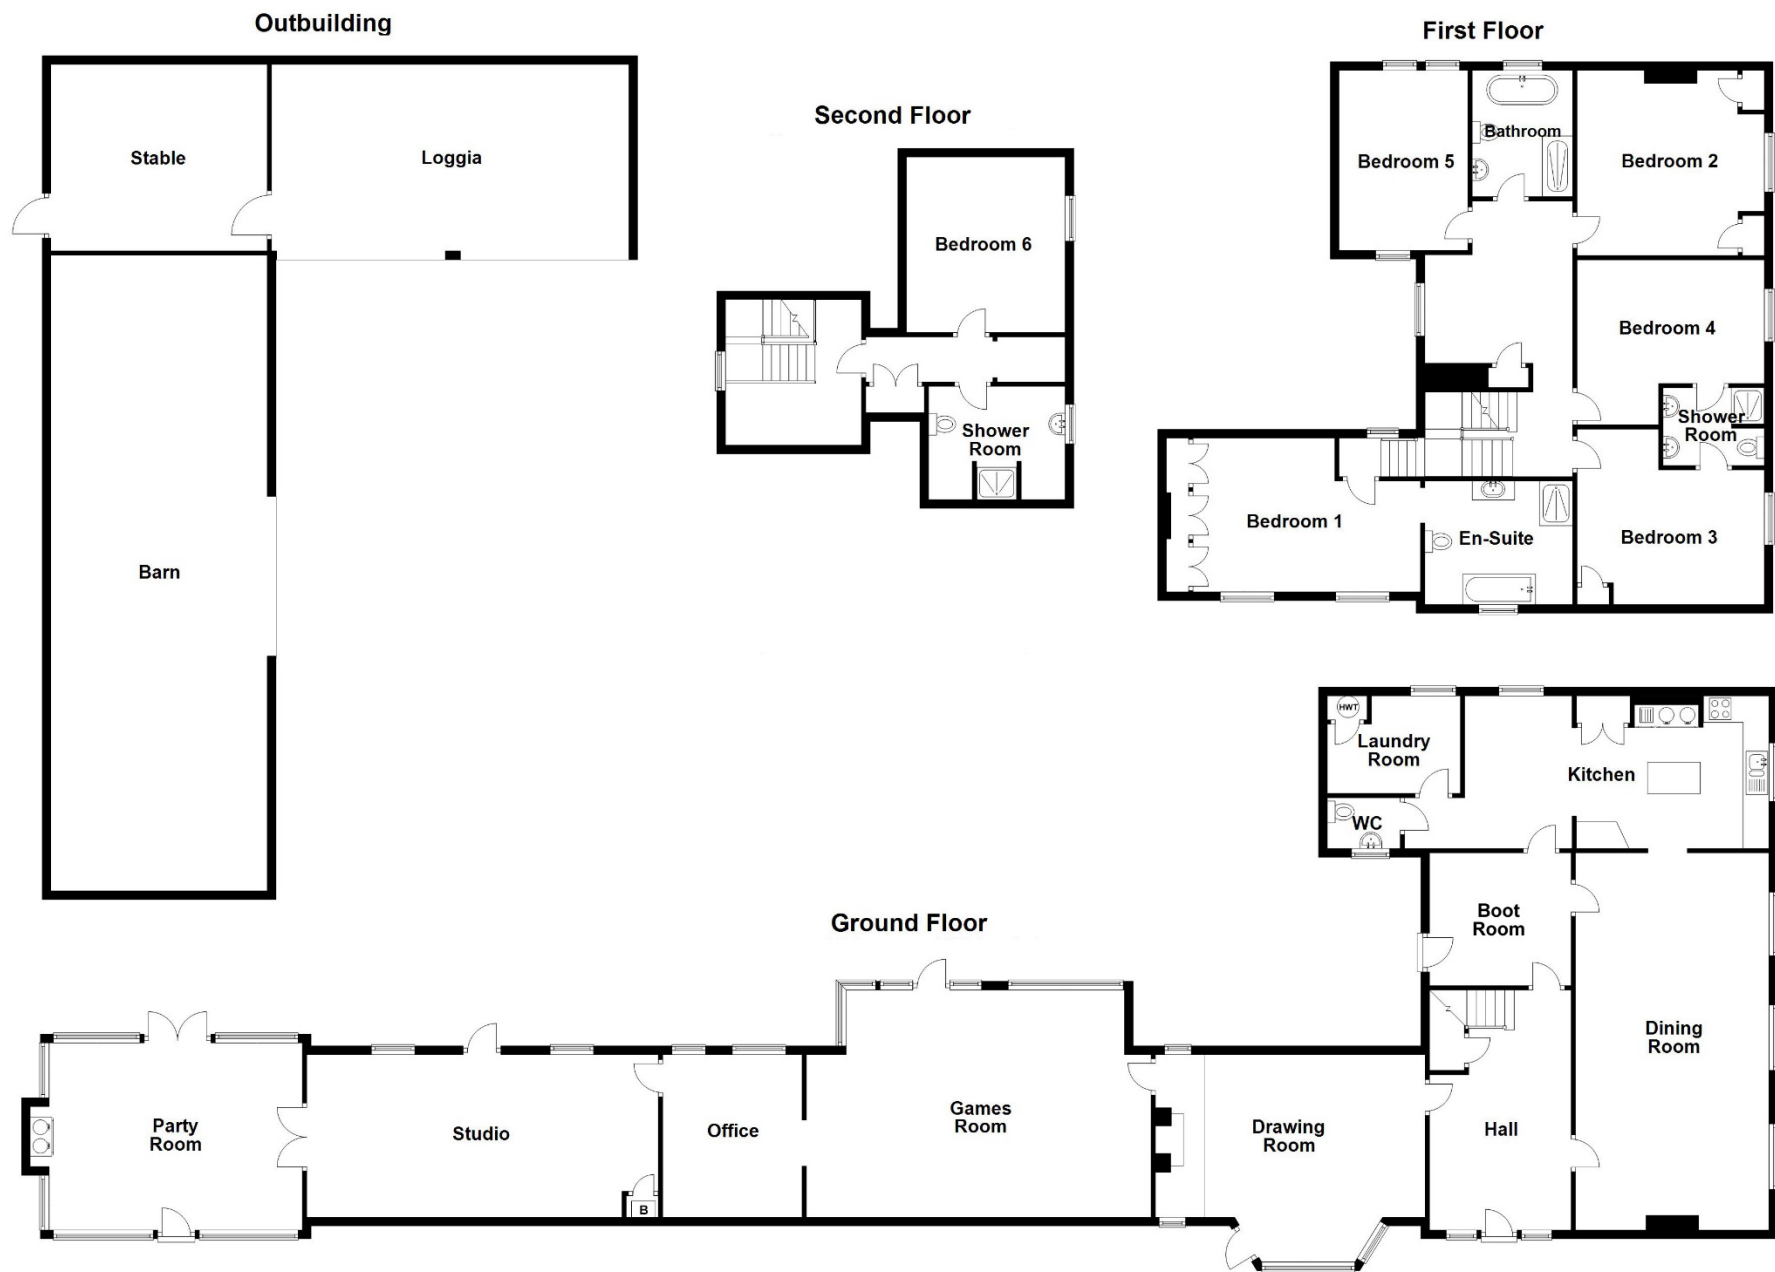 Outbuilding
Stable
Loggia
Barn
Second Floor
Bedroom 6
Shower
Room
First Floor
Bedroom 5
Bathroom
Bedroom 2
Bedroom 4
Shower
Room
Bedroom 1
En-Suite
Bedroom 3
Ground Floor
HWT
Laundry
Room
Kitchen
WC
Boot
Room
Dining
Room
Party
Room
Studio
B
Office
Games
Room
Drawing
Room
Hall